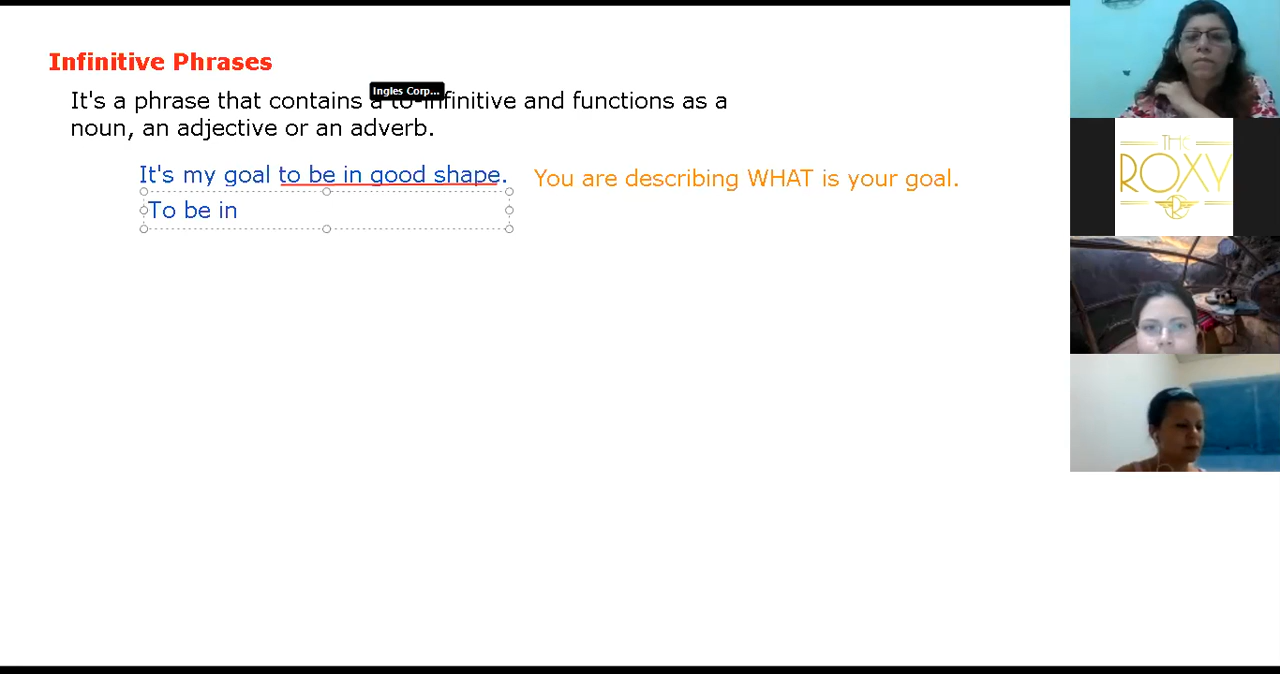 Infinitive Phrases
Ingles Corp...
It's a phrase that contains a to-infinitive and functions as a
noun, an adjective or an adverb.
It's my goal to be in good shape. You are describing WHAT is your goal.
To be in
THE
ROXY
R